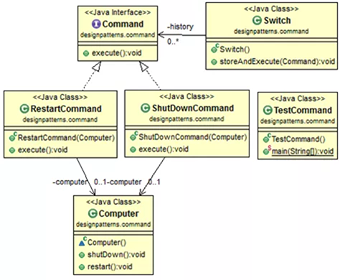 <<Java Interface>>
Command
designpatterns.command
execute():void
<<Java Class>>
Switch
designpatterns.command
Switch()
storeAndExecute(Command):void
-history
0..*
<<Java Class>>
RestartCommand
designpatterns.command
RestartCommand(Computer)
execute():void
<<Java Class>>
ShutDownCommand
designpatterns.command
ShutDownCommand(Computer)
execute():void
<<Java Class>>
TestCommand
designpatterns.command
TestCommand()
main(String[]):void
-computer 0..1 -computer 0..1
<<Java Class>>
Computer
designpatterns.command
Computer()
shutDown():void
restart():void